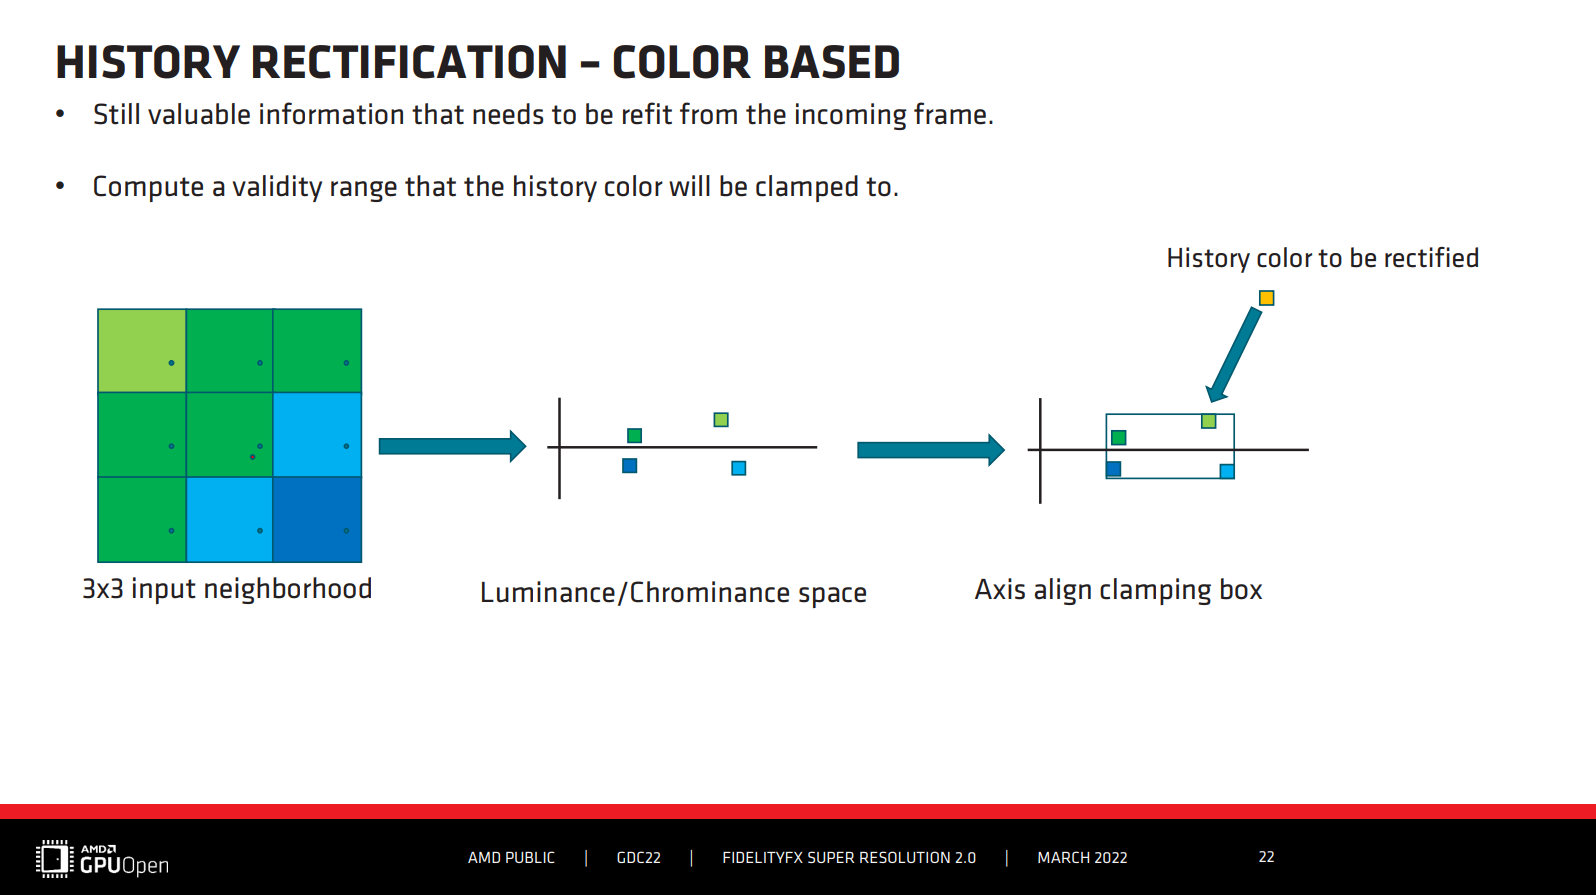 HISTORY RECTIFICATION – COLOR BASED
• Still valuable information that needs to be refit from the incoming frame.
• Compute a validity range that the history color will be clamped to.
History color to be rectified
3x3 input neighborhood
Luminance/Chrominance space
Axis align clamping box
AMD
GPUOpen
AMD PUBLIC | GDC22 | FIDELITYFX SUPER RESOLUTION 2.0 | MARCH 2022
22